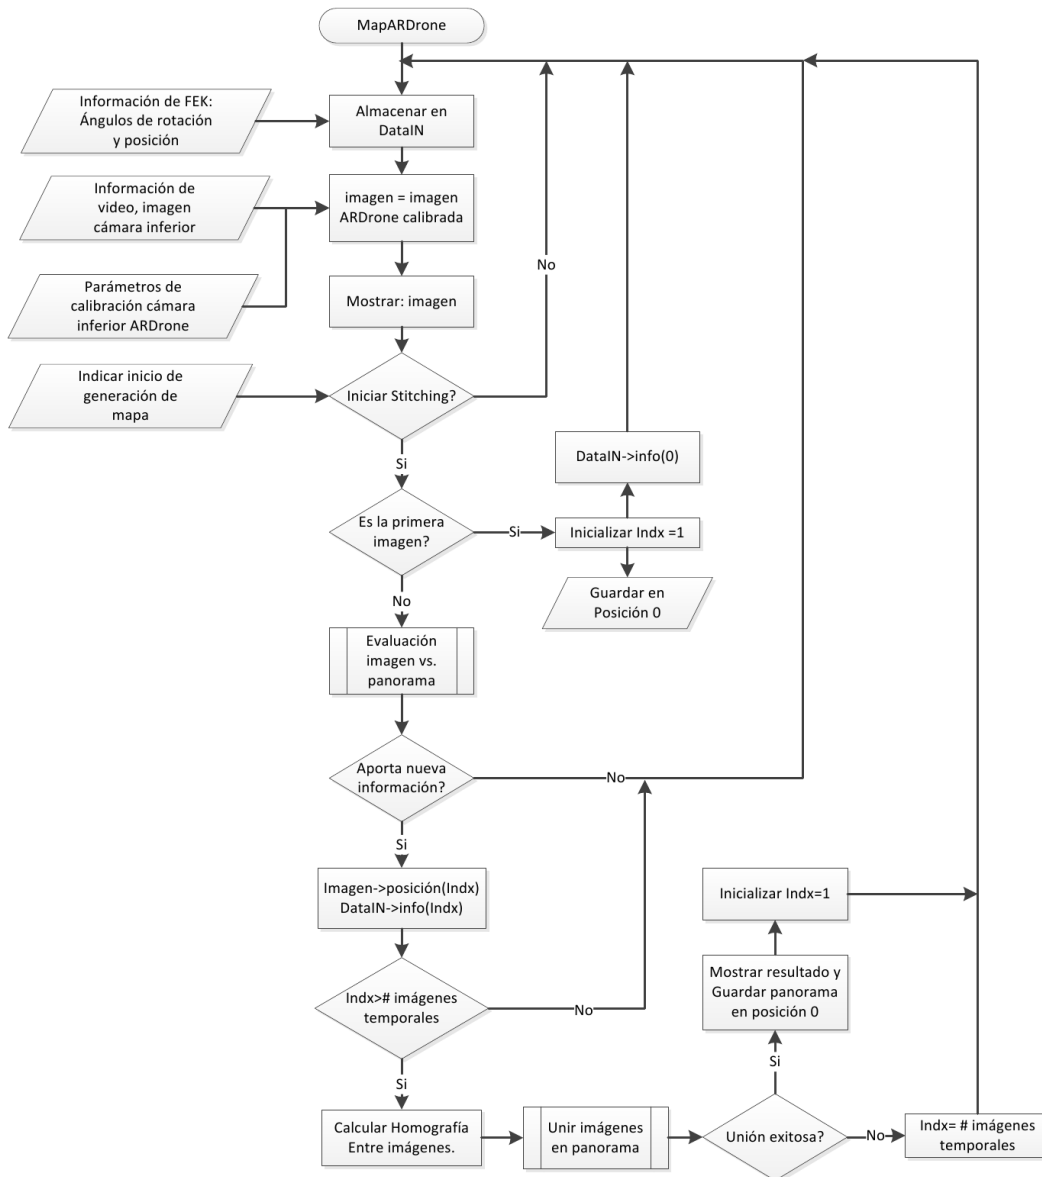 MapARDrone
Información de FEK:
Ángulos de rotación
y posición
Almacenar en
DataIN
Información de
video, imagen
cámara inferior
imagen = imagen
ARDrone calibrada
Parámetros de
calibración cámara
inferior ARDrone
Mostrar: imagen
No
Indicar inicio de
generación de
mapa
Iniciar Stitching?
Si
DataIN->info(0)
Es la primera
imagen?
Si
Inicializar Indx =1
Guardar en
Posición 0
No
Evaluación
imagen vs.
panorama
Aporta nueva
información?
No
Si
Imagen->posición(Indx)
DataIN->info(Indx)
Inicializar Indx=1
Mostrar resultado y
Guardar panorama
en posición 0
Indx># imágenes
temporales
No
Si
Si
Calcular Homografía
Entre imágenes.
Unir imágenes
en panorama
Unión exitosa?
No
Indx= # imágenes
temporales